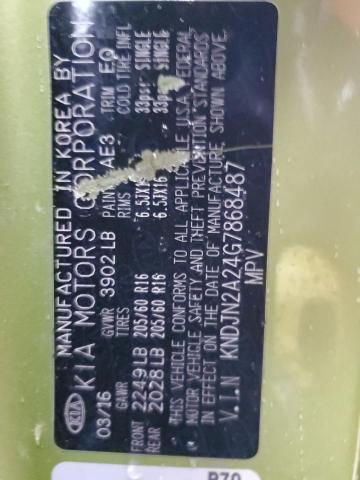 MANUFACTURED IN KOREA BY
KIA KIA MOTORS CORPORATION
03/16 GVWR 3902 LB PAINT AE3 TRIM EQ
GAWR TIRES RIMS COLD TIRE INFL
FRONT 2249 LB 205/60 R16 6.5JX16 33psi SINGLE
REAR 2028 LB 205/60 R16 6.5JX16 33psi SINGLE
THIS VEHICLE CONFORMS TO ALL APPLICABLE U.S.A. FEDERAL
MOTOR VEHICLE SAFETY AND THEFT PREVENTION STANDARDS
IN EFFECT ON THE DATE OF MANUFACTURE SHOWN ABOVE.
V.I.N KNDJN2A24G7868487
MPV